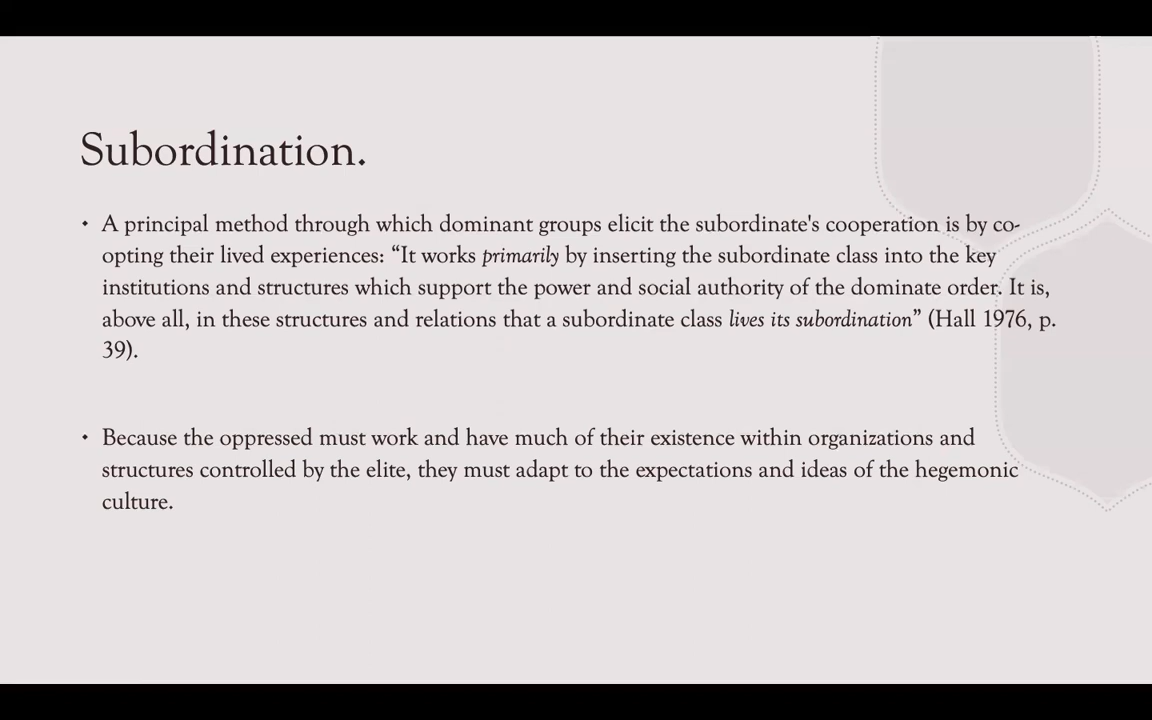 Subordination.
A principal method through which dominant groups elicit the subordinate's cooperation is by co-
opting their lived experiences: “It works primarily by inserting the subordinate class into the key
institutions and structures which support the power and social authority of the dominate order. It is,
above all, in these structures and relations that a subordinate class lives its subordination” (Hall 1976, p.
39).
Because the oppressed must work and have much of their existence within organizations and
structures controlled by the elite, they must adapt to the expectations and ideas of the hegemonic
culture.